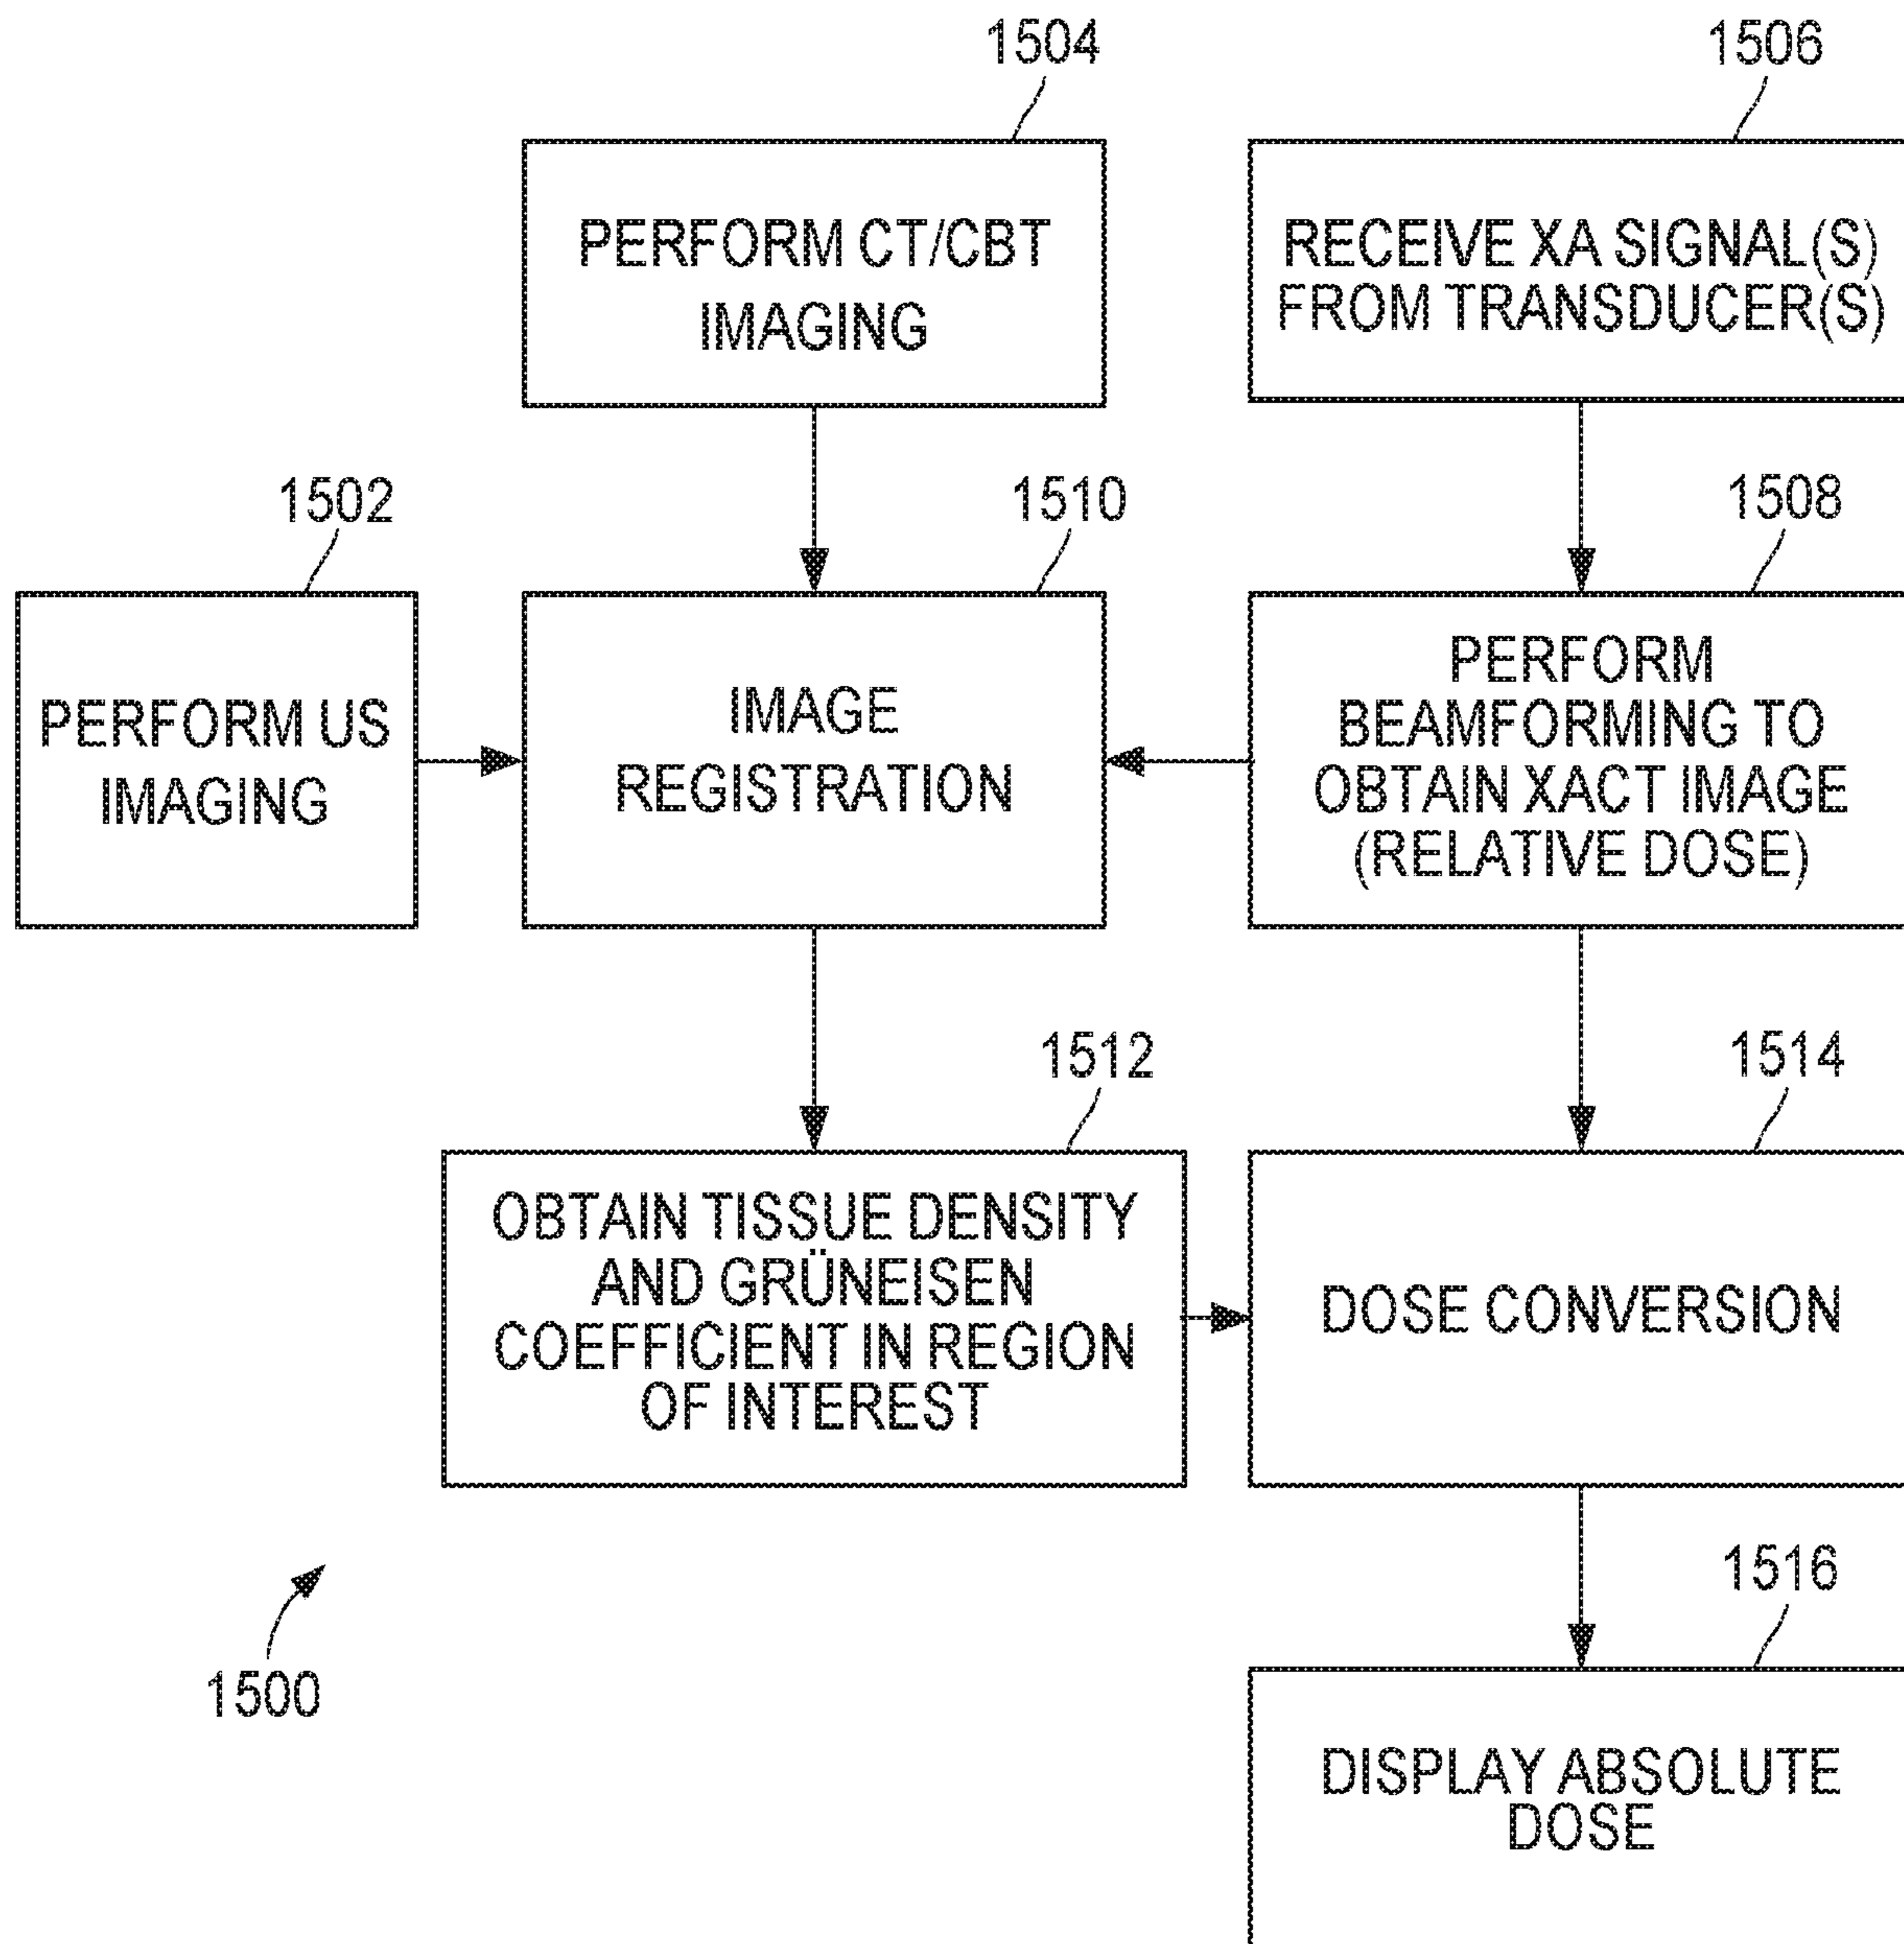 1504
1506
PERFORM CT/CBT
IMAGING
RECEIVE XA SIGNAL(S)
FROM TRANSDUCER(S)
1502
1510
1508
PERFORM US
IMAGING
IMAGE
REGISTRATION
PERFORM
BEAMFORMING TO
OBTAIN XACT IMAGE
(RELATIVE DOSE)
1512
1514
OBTAIN TISSUE DENSITY
AND GRÜNEISEN
COEFFICIENT IN REGION
OF INTEREST
DOSE CONVERSION
1516
1500
DISPLAY ABSOLUTE
DOSE